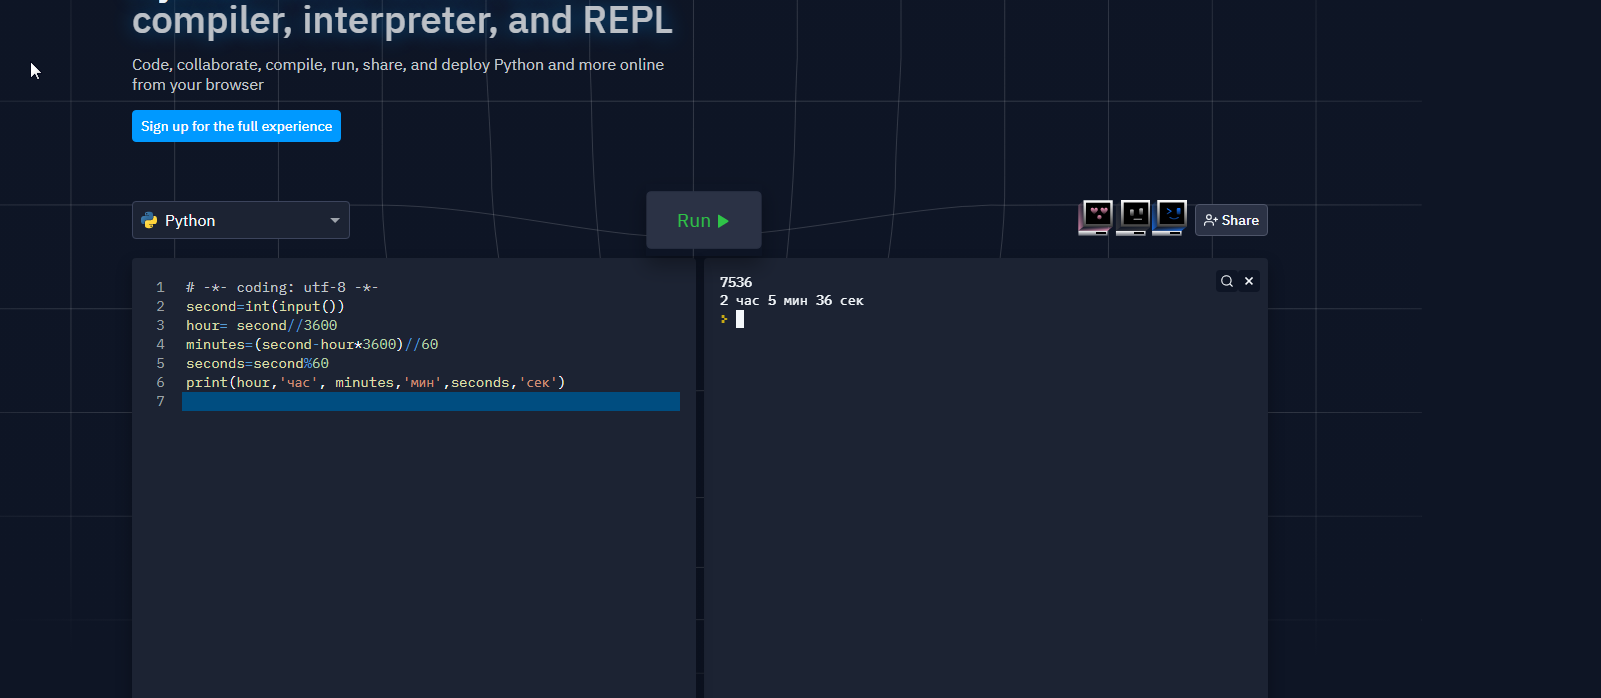 compiler, interpreter, and REPL
Code, collaborate, compile, run, share, and deploy Python and more online
from your browser
Sign up for the full experience
Python
Run
Share
1 # -*- coding: utf-8 -*-
2 second=int(input())
3 hour= second//3600
4 minutes=(second-hour*3600)//60
5 seconds=second%60
6 print(hour,'час', minutes,'мин',seconds,'сек')
7
7536
2 час 5 мин 36 сек